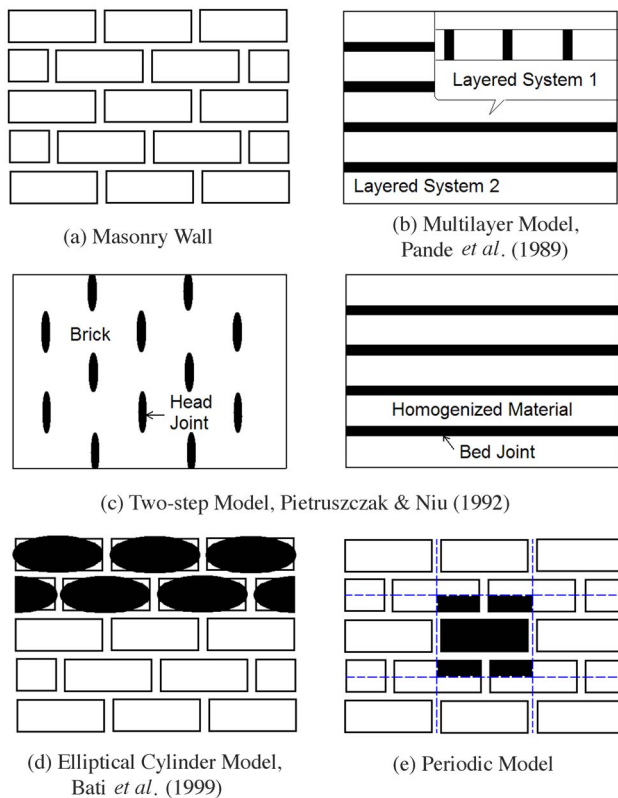 (a) Masonry Wall
Layered System 1
Layered System 2
(b) Multilayer Model,
Pande et al. (1989)
Brick
Head
Joint
Homogenized Material
Bed Joint
(c) Two-step Model, Pietruszczak & Niu (1992)
(d) Elliptical Cylinder Model,
Bati et al. (1999)
(e) Periodic Model